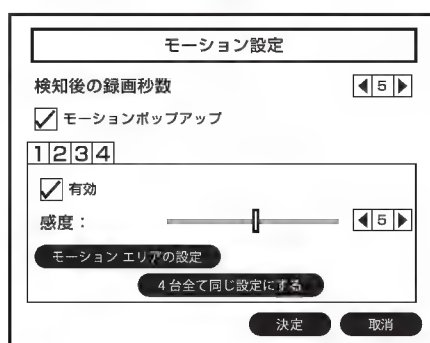 モーション設定
検知後の録画秒数 5
モーションポップアップ
1 2 3 4
有効
感度： 5
モーション エリアの設定
4台全て同じ設定にする
決定 取消